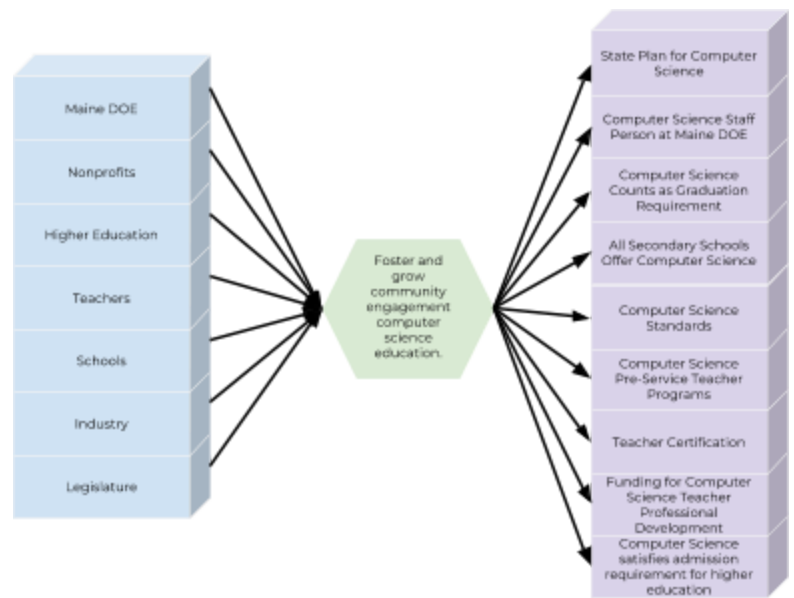 Maine DOE
Nonprofits
Higher Education
Teachers
Schools
Industry
Legislature
Foster and
grow
community
engagement
computer
science
education.
State Plan for Computer
Science
Computer Science Staff
Person at Maine DOE
Computer Science
Counts as Graduation
Requirement
All Secondary Schools
Offer Computer Science
Computer Science
Standards
Computer Science
Pre-Service Teacher
Programs
Teacher Certification
Funding for Computer
Science Teacher
Professional
Development
Computer Science
satisfies admission
requirement for higher
education